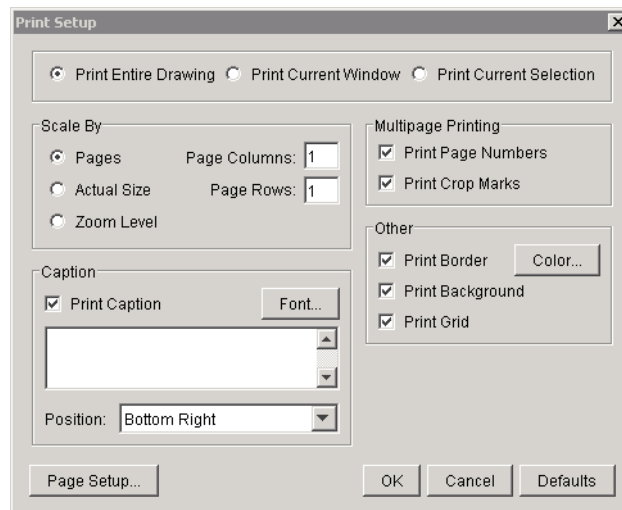 Print Setup
Print Entire Drawing Print Current Window Print Current Selection
Scale By
Pages Page Columns: 1
Actual Size Page Rows: 1
Zoom Level
Multipage Printing
Print Page Numbers
Print Crop Marks
Other
Print Border Color...
Print Background
Print Grid
Caption
Print Caption Font...
Position: Bottom Right
Page Setup... OK Cancel Defaults